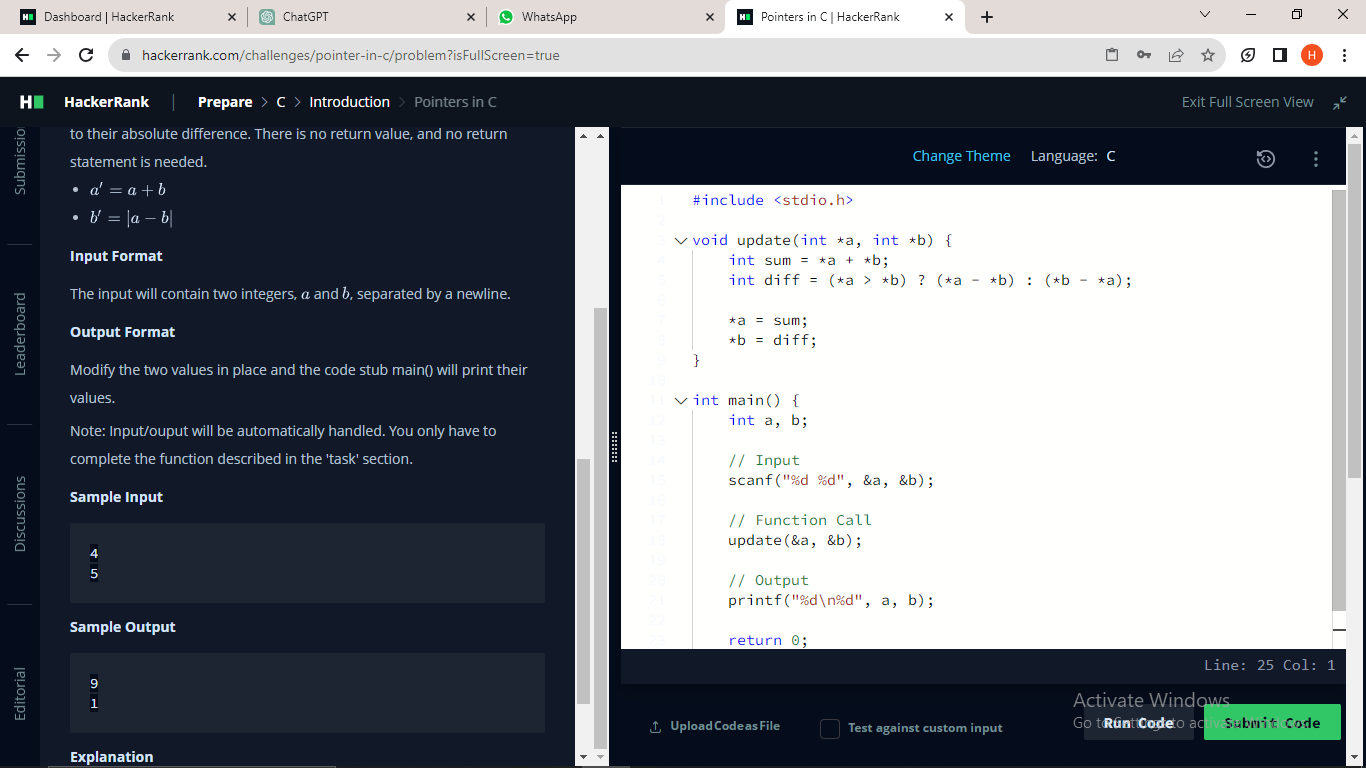 Dashboard | HackerRank
ChatGPT
WhatsApp
Pointers in C | HackerRank
hackerrank.com/challenges/pointer-in-c/problem?isFullScreen=true
H
HackerRank | Prepare > C > Introduction > Pointers in C
Exit Full Screen View
Leaderboard
Discussions
Editorial
to their absolute difference. There is no return value, and no return
statement is needed.
• a′ = a + b
• b′ = |a − b|
Input Format
The input will contain two integers, a and b, separated by a newline.
Output Format
Modify the two values in place and the code stub main() will print their
values.
Note: Input/ouput will be automatically handled. You only have to
complete the function described in the 'task' section.
Sample Input
4
5
Sample Output
9
1
Explanation
Change Theme Language: C
1 #include <stdio.h>
2
3 void update(int *a, int *b) {
4 int sum = *a + *b;
5 int diff = (*a > *b) ? (*a - *b) : (*b - *a);
6
7 *a = sum;
8 *b = diff;
9 }
10
11 int main() {
12 int a, b;
13
14 // Input
15 scanf("%d %d", &a, &b);
16
17 // Function Call
18 update(&a, &b);
19
20 // Output
21 printf("%d\n%d", a, b);
22
23 return 0;
Line: 25 Col: 1
Activate Windows
Upload Code as File
Test against custom input
Run Code
Submit Code